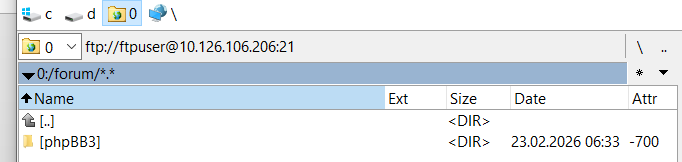 c d 0 \
0 ftp://ftpuser@10.126.106.206:21 \ ..
0:/forum/*.* *
Name Ext Size Date Attr
[..] <DIR>
[phpBB3] <DIR> 23.02.2026 06:33 -700